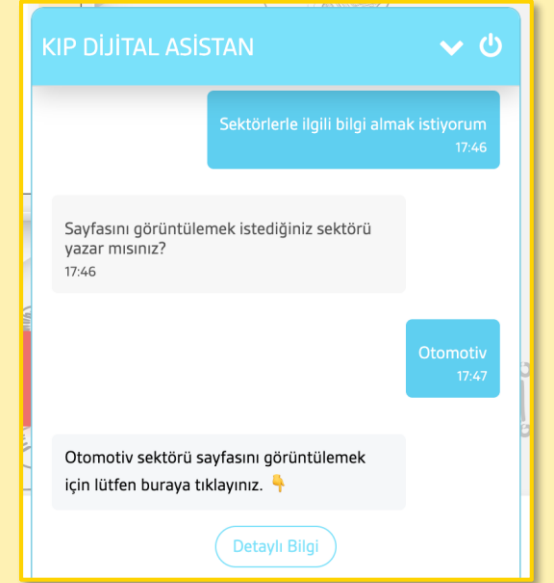 KIP DİJİTAL ASİSTAN
Sektörlerle ilgili bilgi almak istiyorum
17:46
Sayfasını görüntülemek istediğiniz sektörü
yazar mısınız?
17:46
Otomotiv
17:47
Otomotiv sektörü sayfasını görüntülemek
için lütfen buraya tıklayınız. 👇
Detaylı Bilgi